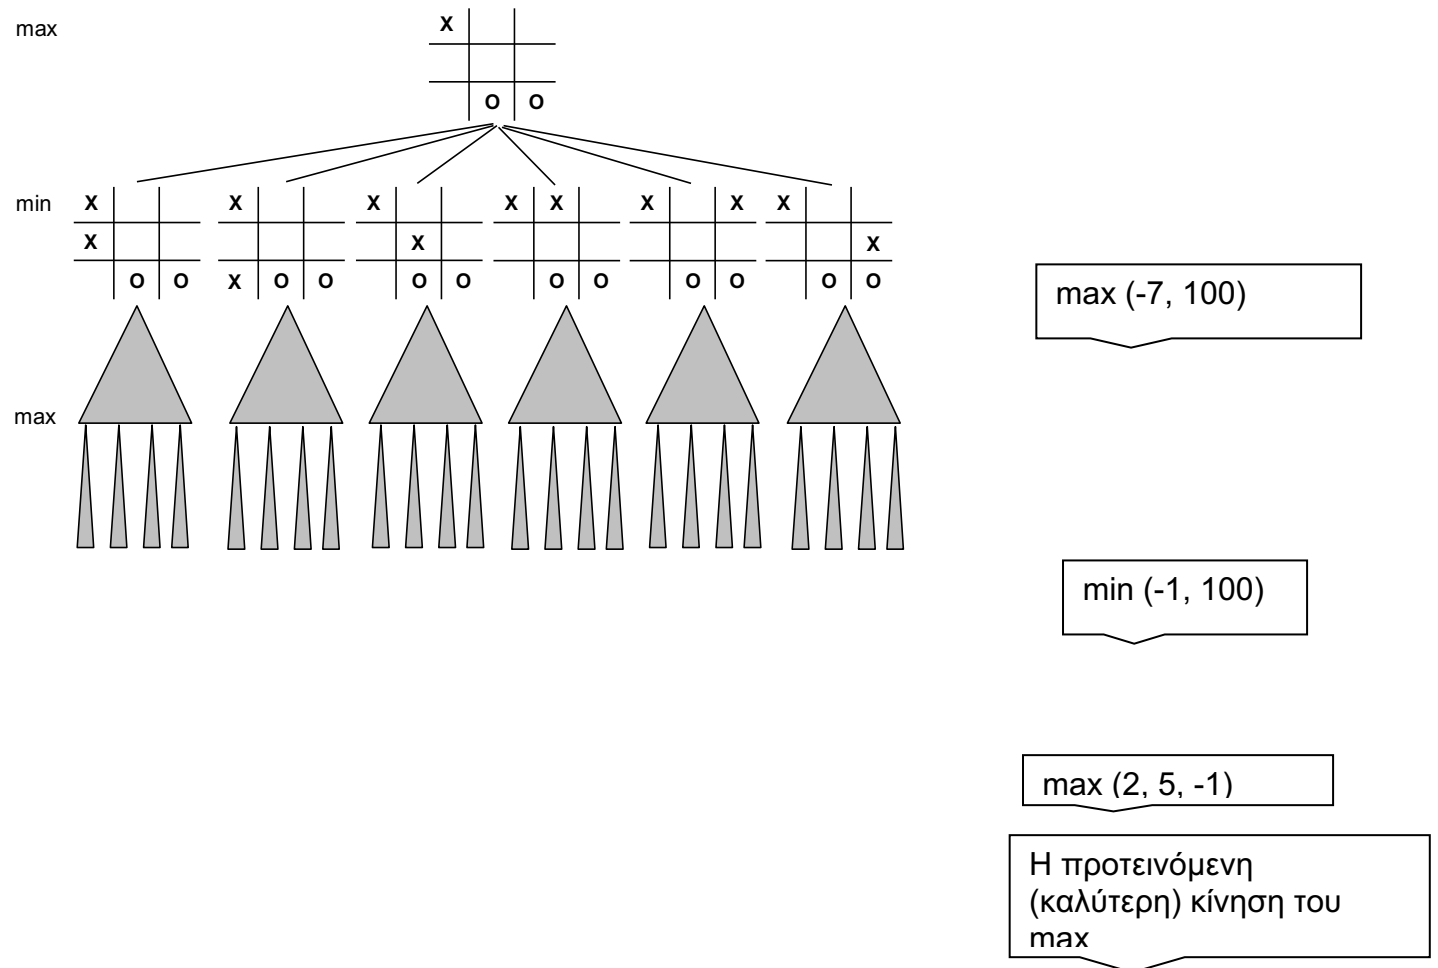 max
X
O O
min
X X X X X X X X
X X X
O O X O O O O O O O O O O
max
max (-7, 100)
min (-1, 100)
max (2, 5, -1)
Η προτεινόμενη
(καλύτερη) κίνηση του
max